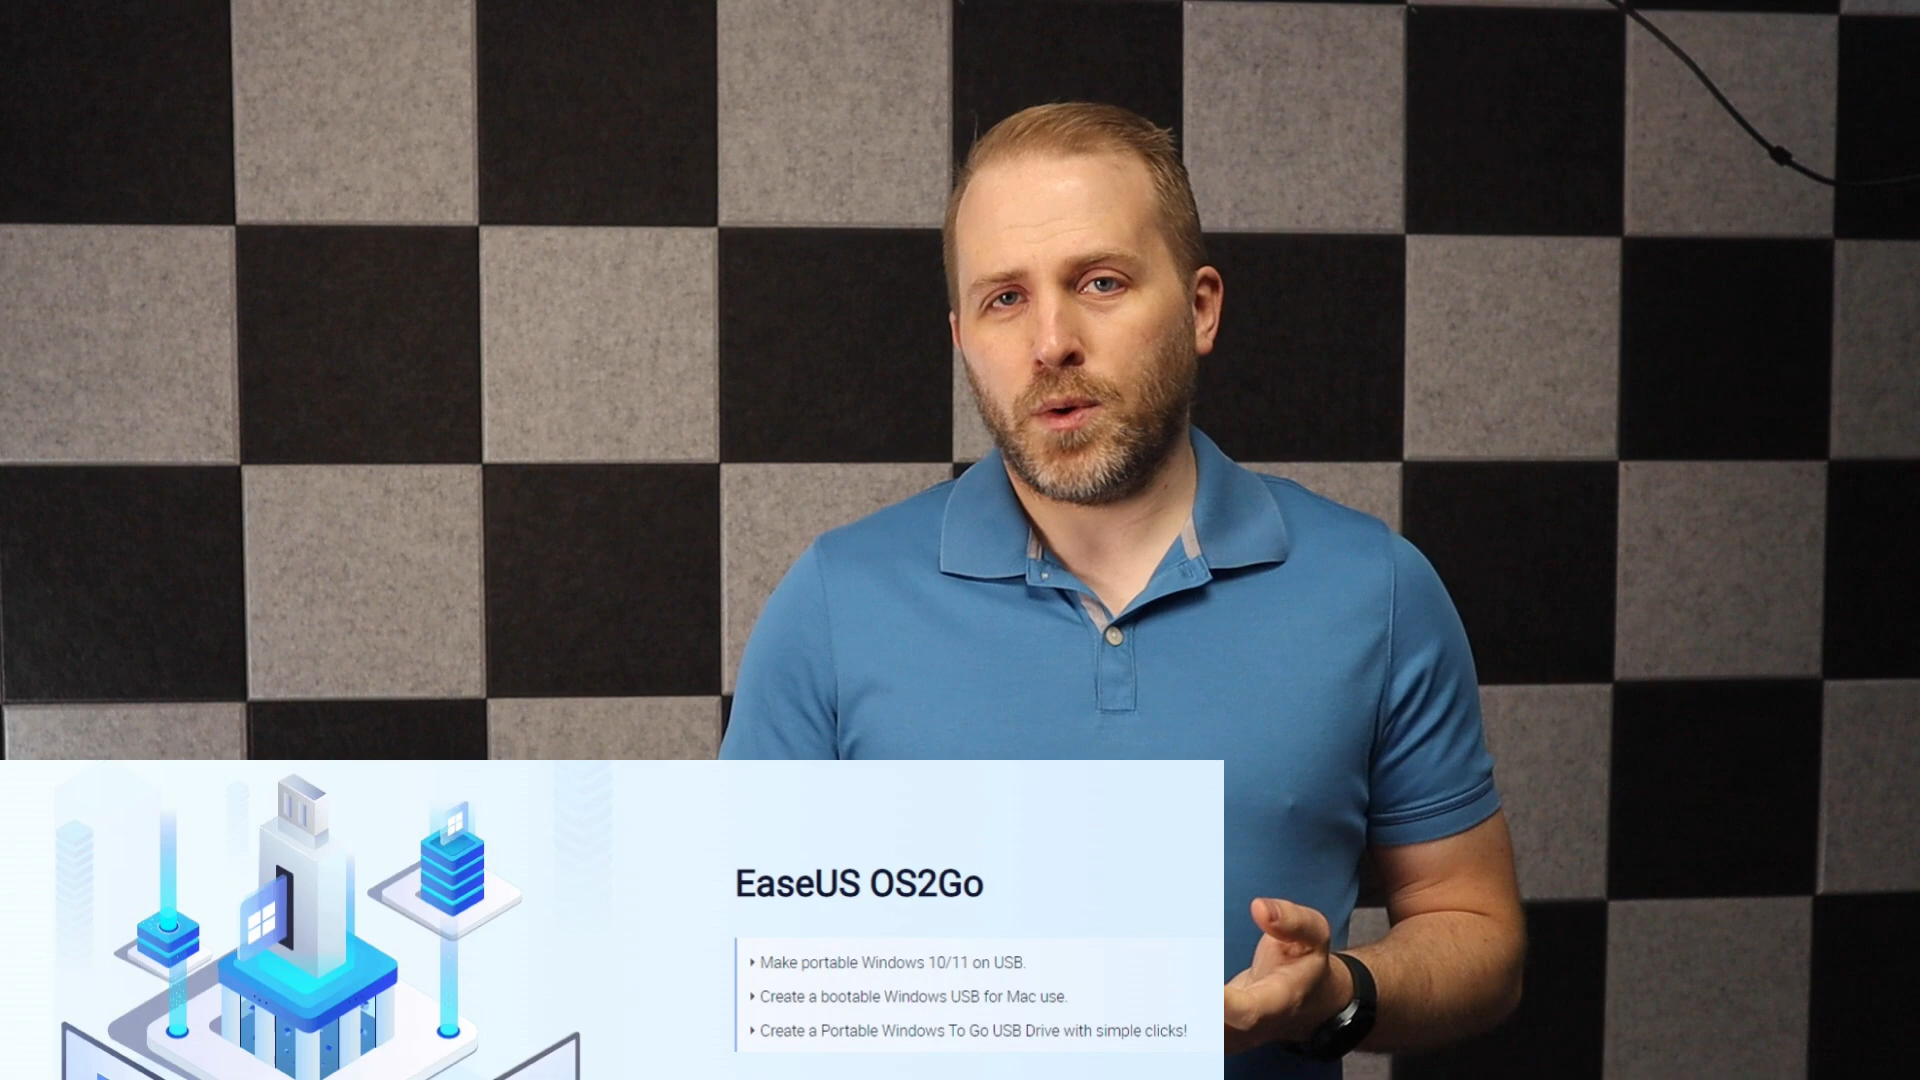 EaseUS OS2Go
Make portable Windows 10/11 on USB.
Create a bootable Windows USB for Mac use.
Create a Portable Windows To Go USB Drive with simple clicks!